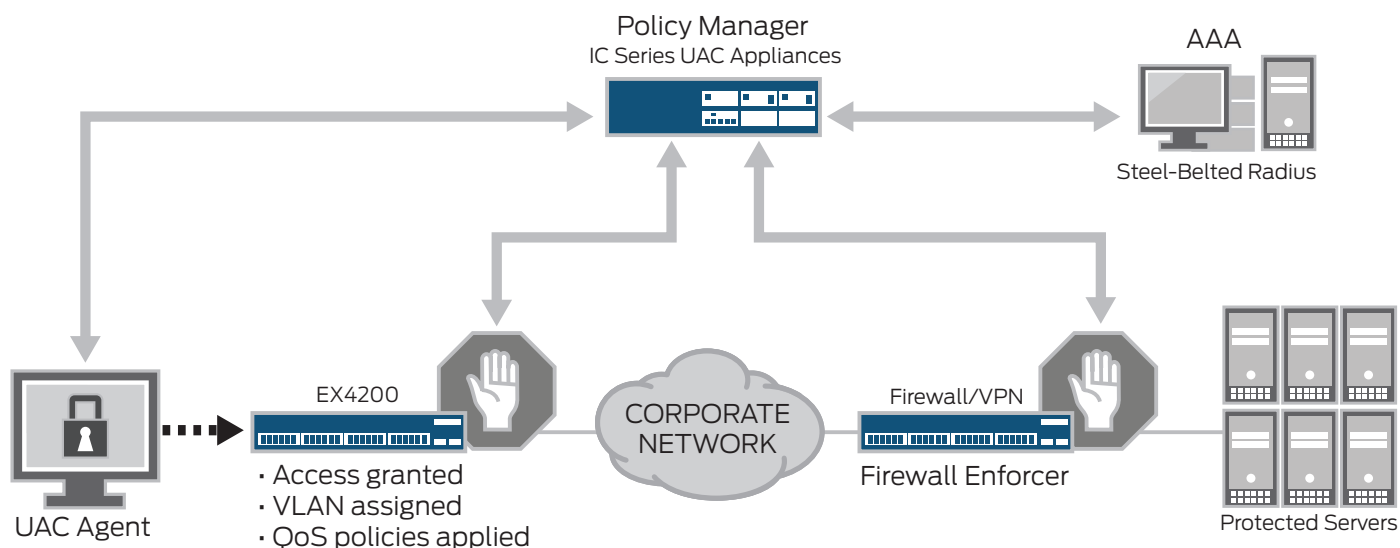 Policy Manager
IC Series UAC Appliances
AAA
Steel-Belted Radius
EX4200
· Access granted
· VLAN assigned
· QoS policies applied
UAC Agent
CORPORATE
NETWORK
Firewall/VPN
Firewall Enforcer
Protected Servers